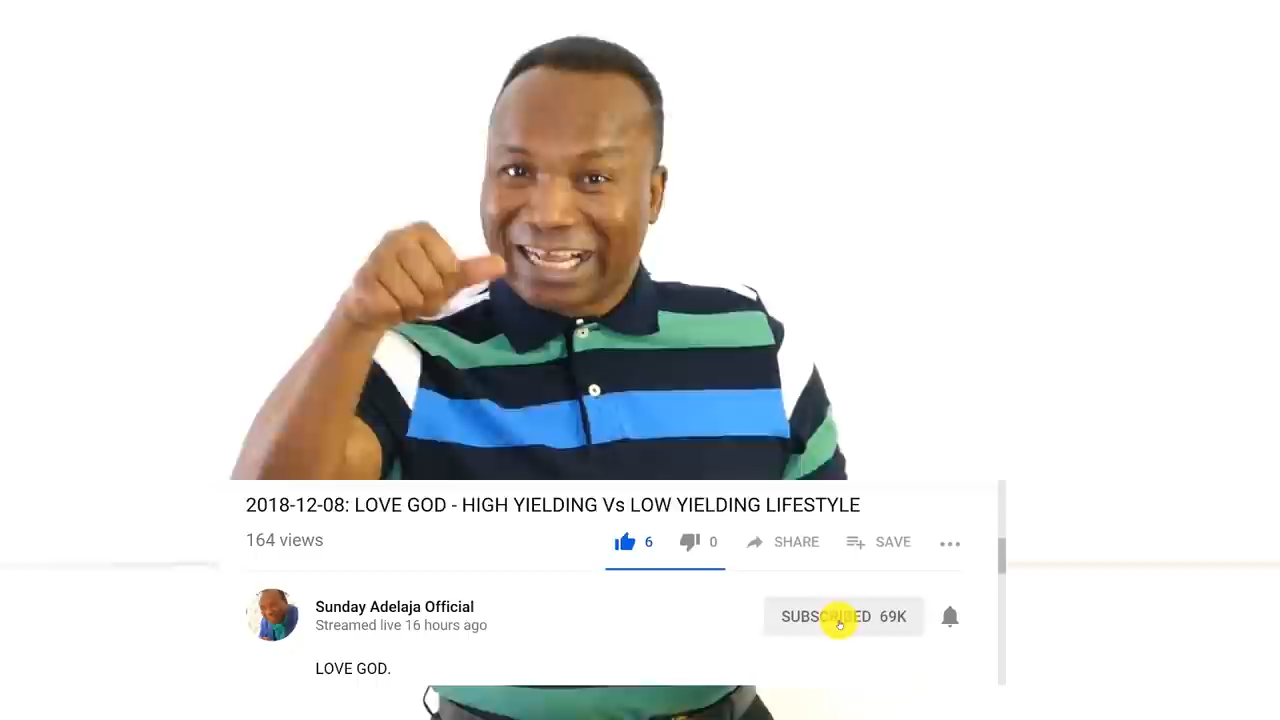 2018-12-08: LOVE GOD - HIGH YIELDING Vs LOW YIELDING LIFESTYLE
164 views
6
0
SHARE
SAVE
Sunday Adelaja Official
SUBSCRIBED 69K
Streamed live 16 hours ago
LOVE GOD.